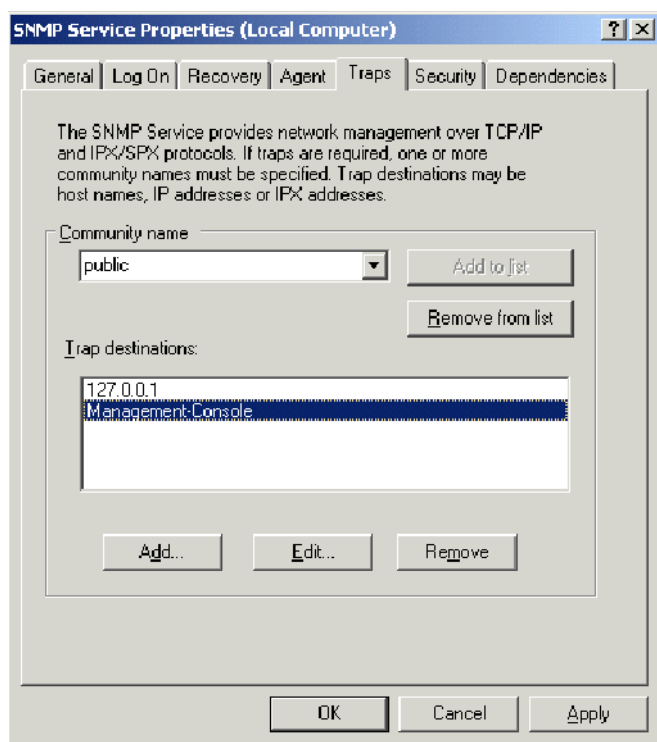 SNMP Service Properties (Local Computer)
General Log On Recovery Agent Traps Security Dependencies
The SNMP Service provides network management over TCP/IP
and IPX/SPX protocols. If traps are required, one or more
community names must be specified. Trap destinations may be
host names, IP addresses or IPX addresses.
Community name
public
Add to list
Remove from list
Trap destinations:
127.0.0.1
Management-Console
Add...
Edit...
Remove
OK
Cancel
Apply